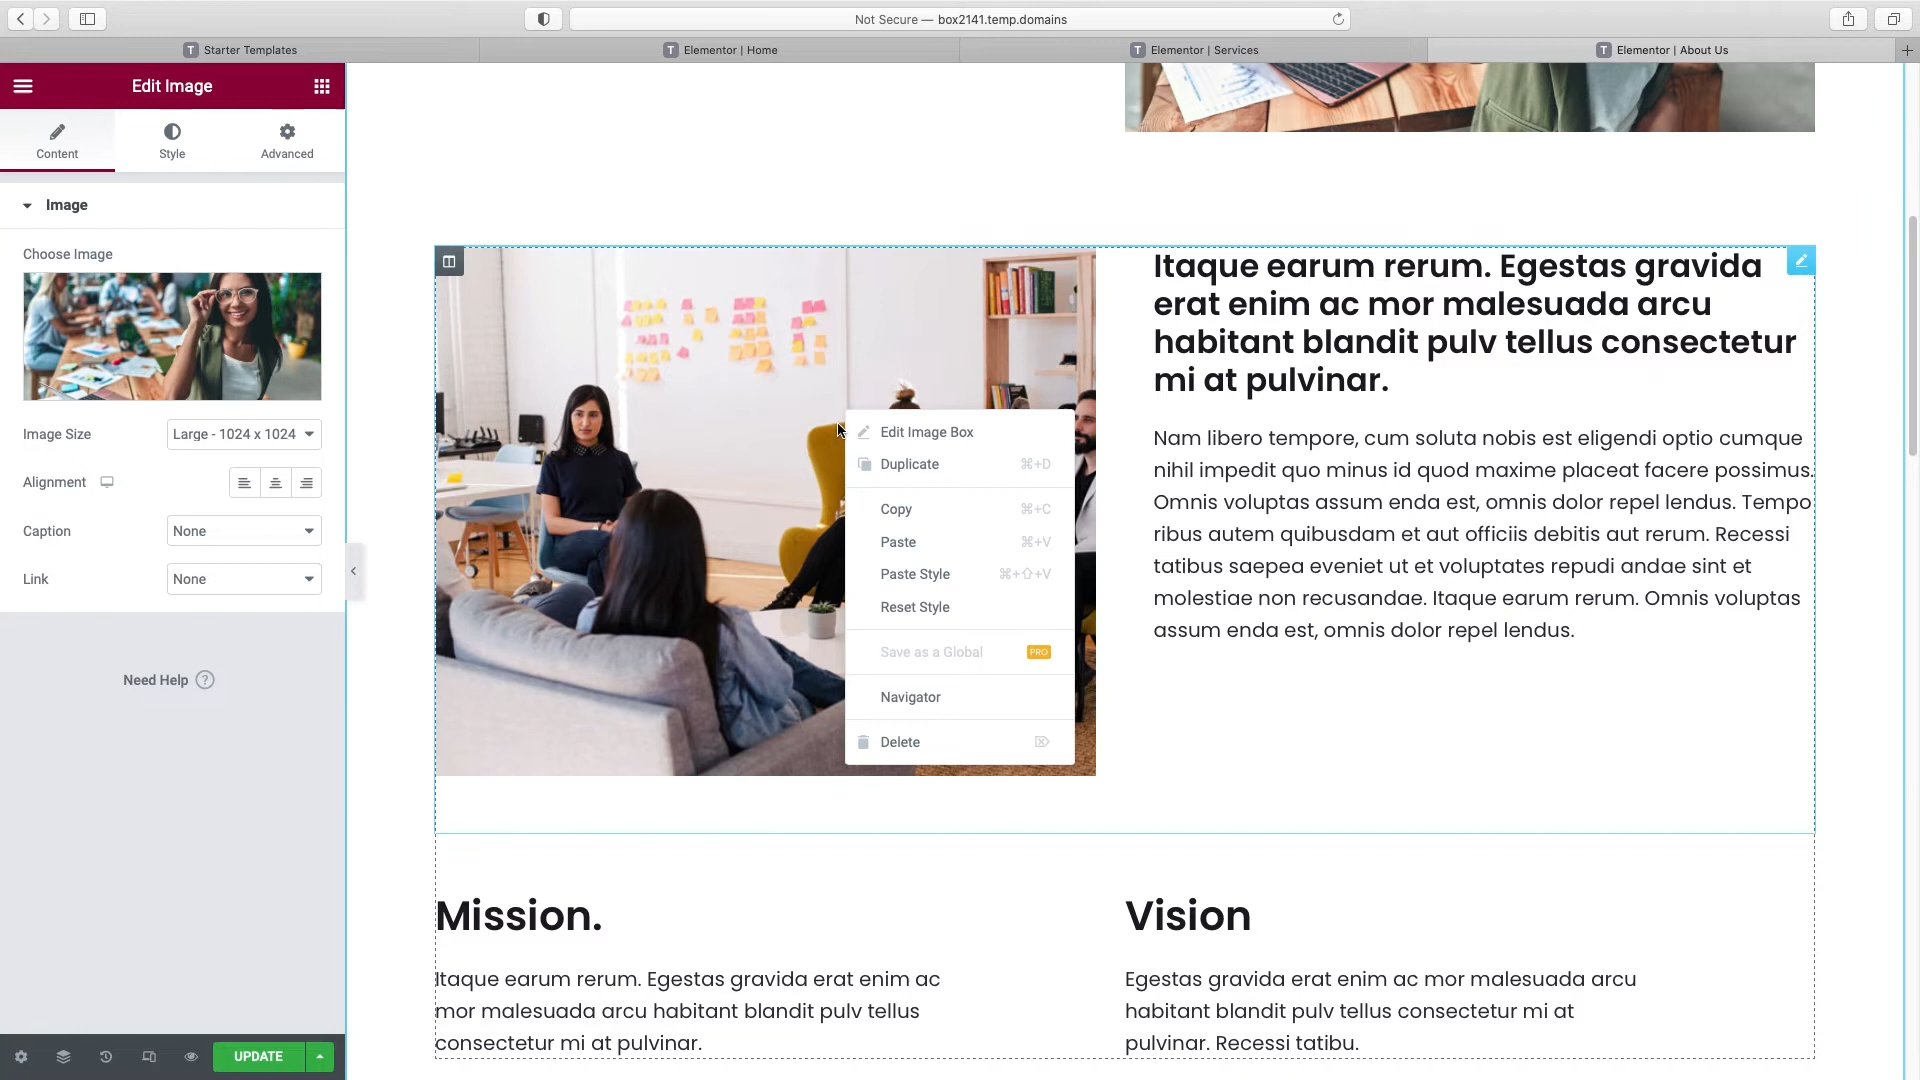 Not Secure — box2141.temp.domains
T Starter Templates
T Elementor | Home
T Elementor | Services
T Elementor | About Us
Edit Image
Content
Style
Advanced
Image
Choose Image
Image Size
Large - 1024 x 1024
Alignment
Caption
None
Link
None
Need Help ?
UPDATE
Itaque earum rerum. Egestas gravida
erat enim ac mor malesuada arcu
habitant blandit pulv tellus consectetur
mi at pulvinar.
Nam libero tempore, cum soluta nobis est eligendi optio cumque
nihil impedit quo minus id quod maxime placeat facere possimus.
Omnis voluptas assum enda est, omnis dolor repel lendus. Tempo
ribus autem quibusdam et aut officiis debitis aut rerum. Recessi
tatibus saepea eveniet ut et voluptates repudi andae sint et
molestiae non recusandae. Itaque earum rerum. Omnis voluptas
assum enda est, omnis dolor repel lendus.
Edit Image Box
Duplicate ⌘+D
Copy ⌘+C
Paste ⌘+V
Paste Style ⌘+⇧+V
Reset Style
Save as a Global PRO
Navigator
Delete ⌦
Mission.
Itaque earum rerum. Egestas gravida erat enim ac
mor malesuada arcu habitant blandit pulv tellus
consectetur mi at pulvinar.
Vision
Egestas gravida erat enim ac mor malesuada arcu
habitant blandit pulv tellus consectetur mi at
pulvinar. Recessi tatibu.